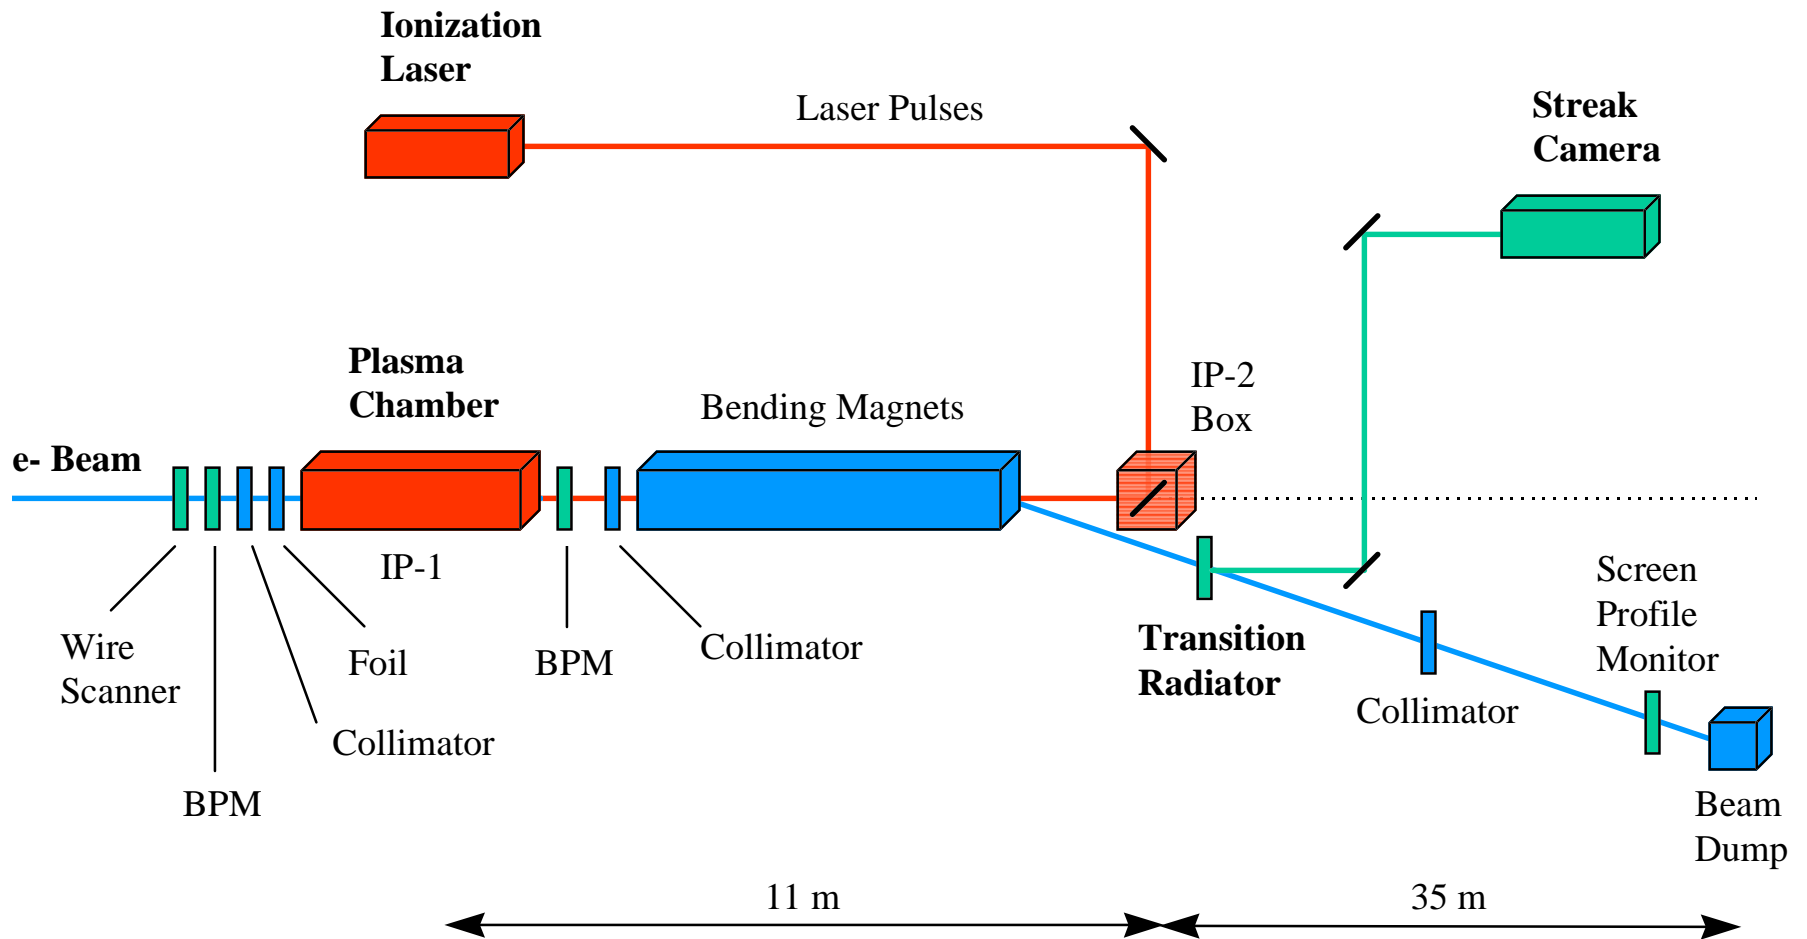 Ionization
Laser
Laser Pulses
Streak
Camera
Plasma
Chamber
Bending Magnets
IP-2
Box
e- Beam
IP-1
Wire
Scanner
BPM
Collimator
Foil
BPM
Collimator
Transition
Radiator
Collimator
Screen
Profile
Monitor
Beam
Dump
11 m
35 m